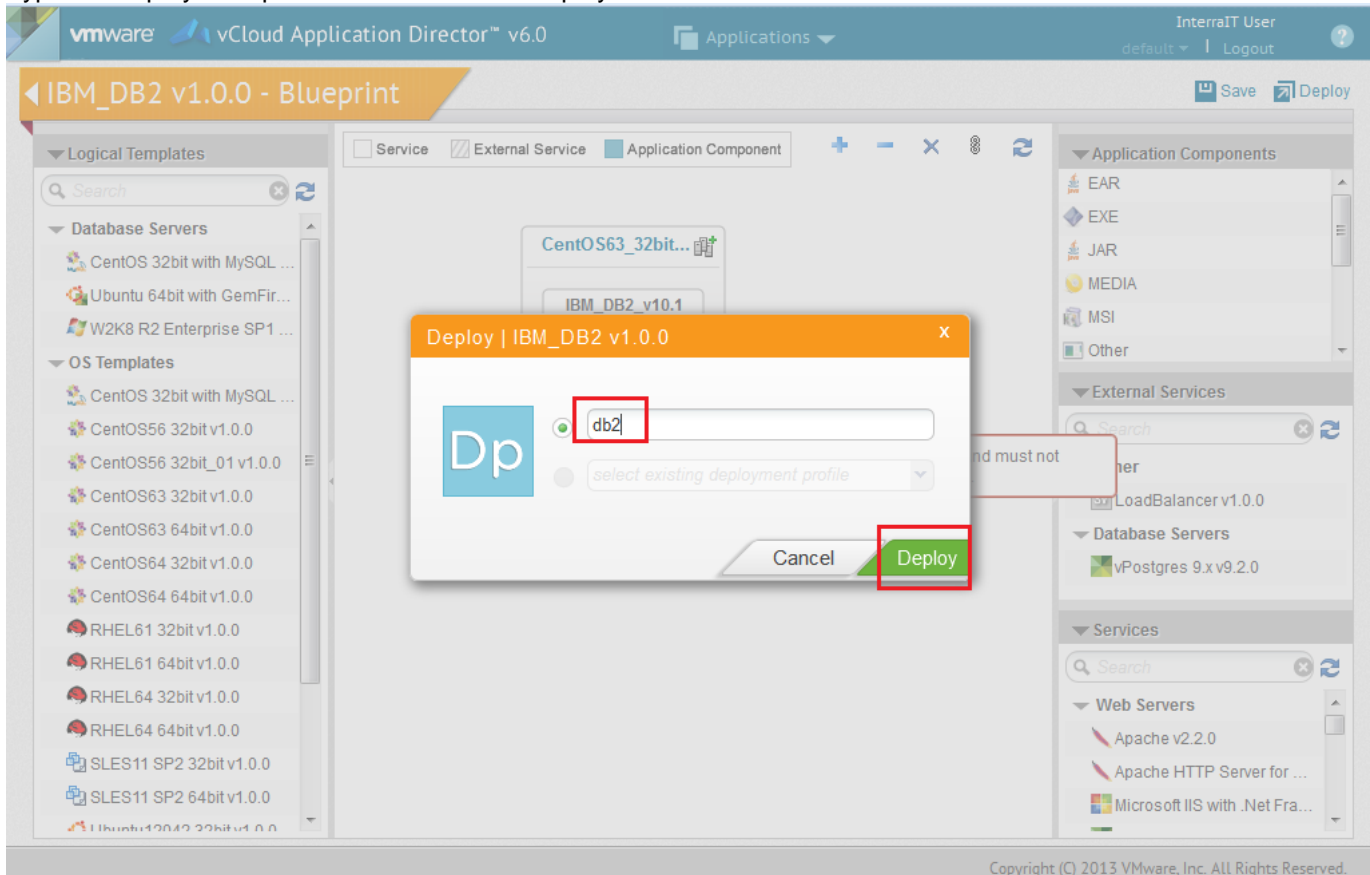 vmware vCloud Application Director™ v6.0
Applications
InterraIT User
default | Logout
?
IBM_DB2 v1.0.0 - Blueprint
Save
Deploy
Logical Templates
Search
Database Servers
CentOS 32bit with MySQL ...
Ubuntu 64bit with GemFir...
W2K8 R2 Enterprise SP1 ...
OS Templates
CentOS 32bit with MySQL ...
CentOS56 32bit v1.0.0
CentOS56 32bit_01 v1.0.0
CentOS63 32bit v1.0.0
CentOS63 64bit v1.0.0
CentOS64 32bit v1.0.0
CentOS64 64bit v1.0.0
RHEL61 32bit v1.0.0
RHEL61 64bit v1.0.0
RHEL64 32bit v1.0.0
RHEL64 64bit v1.0.0
SLES11 SP2 32bit v1.0.0
SLES11 SP2 64bit v1.0.0
Service
External Service
Application Component
CentOS63_32bit...
IBM_DB2_v10.1
Deploy | IBM_DB2 v1.0.0
x
Dp
db2
select existing deployment profile
Cancel
Deploy
nd must not
Application Components
EAR
EXE
JAR
MEDIA
MSI
Other
External Services
Search
her
LoadBalancer v1.0.0
Database Servers
vPostgres 9.x v9.2.0
Services
Search
Web Servers
Apache v2.2.0
Apache HTTP Server for ...
Microsoft IIS with .Net Fra...
Copyright (C) 2013 VMware, Inc. All Rights Reserved.